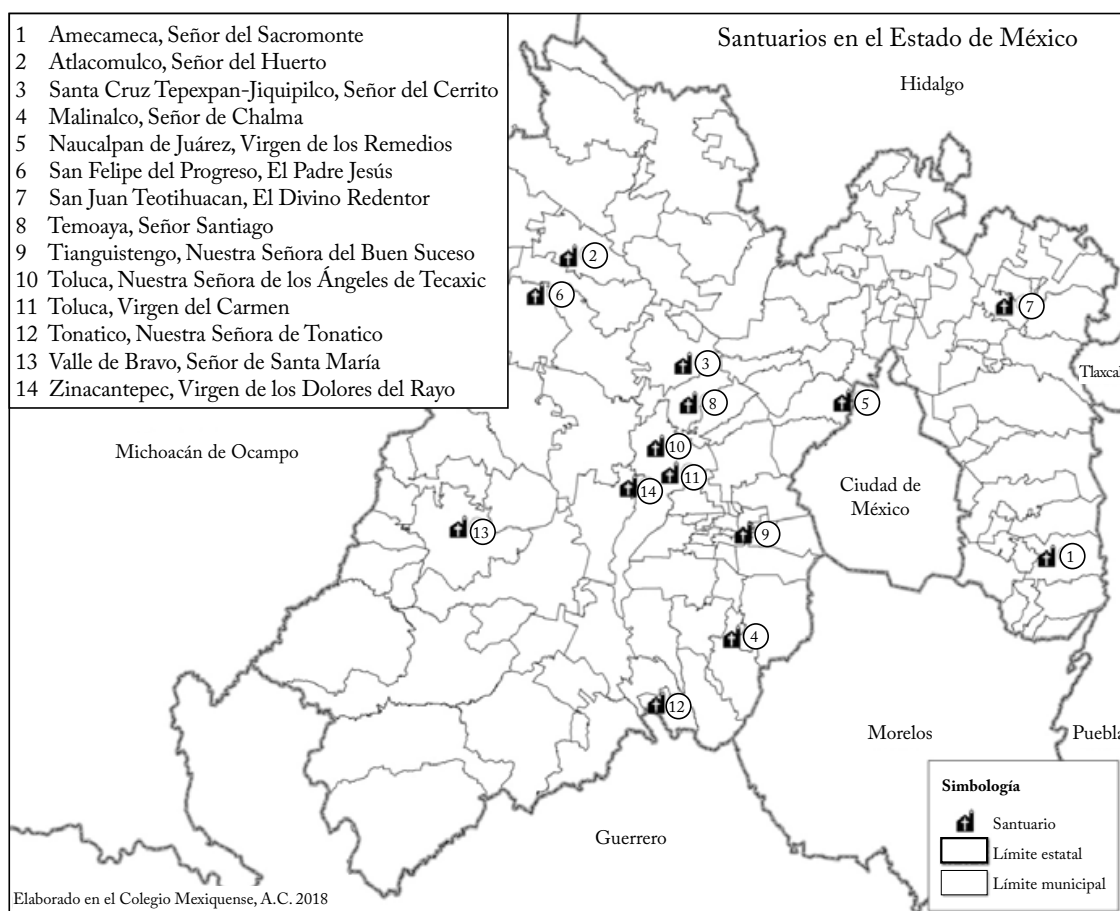 1 Amecameca, Señor del Sacromonte
2 Atlacomulco, Señor del Huerto
3 Santa Cruz Tepexpan-Jiquipilco, Señor del Cerrito
4 Malinalco, Señor de Chalma
5 Naucalpan de Juárez, Virgen de los Remedios
6 San Felipe del Progreso, El Padre Jesús
7 San Juan Teotihuacan, El Divino Redentor
8 Temoaya, Señor Santiago
9 Tianguistengo, Nuestra Señora del Buen Suceso
10 Toluca, Nuestra Señora de los Ángeles de Tecaxic
11 Toluca, Virgen del Carmen
12 Tonatico, Nuestra Señora de Tonatico
13 Valle de Bravo, Señor de Santa María
14 Zinacantepec, Virgen de los Dolores del Rayo
Santuarios en el Estado de México
Hidalgo
2
6
7
3
Tlaxcal
8
5
Michoacán de Ocampo
10
11
14
Ciudad de
México
13
9
1
4
12
Morelos
Puebla
Guerrero
Simbología
Santuario
Límite estatal
Límite municipal
Elaborado en el Colegio Mexiquense, A.C. 2018